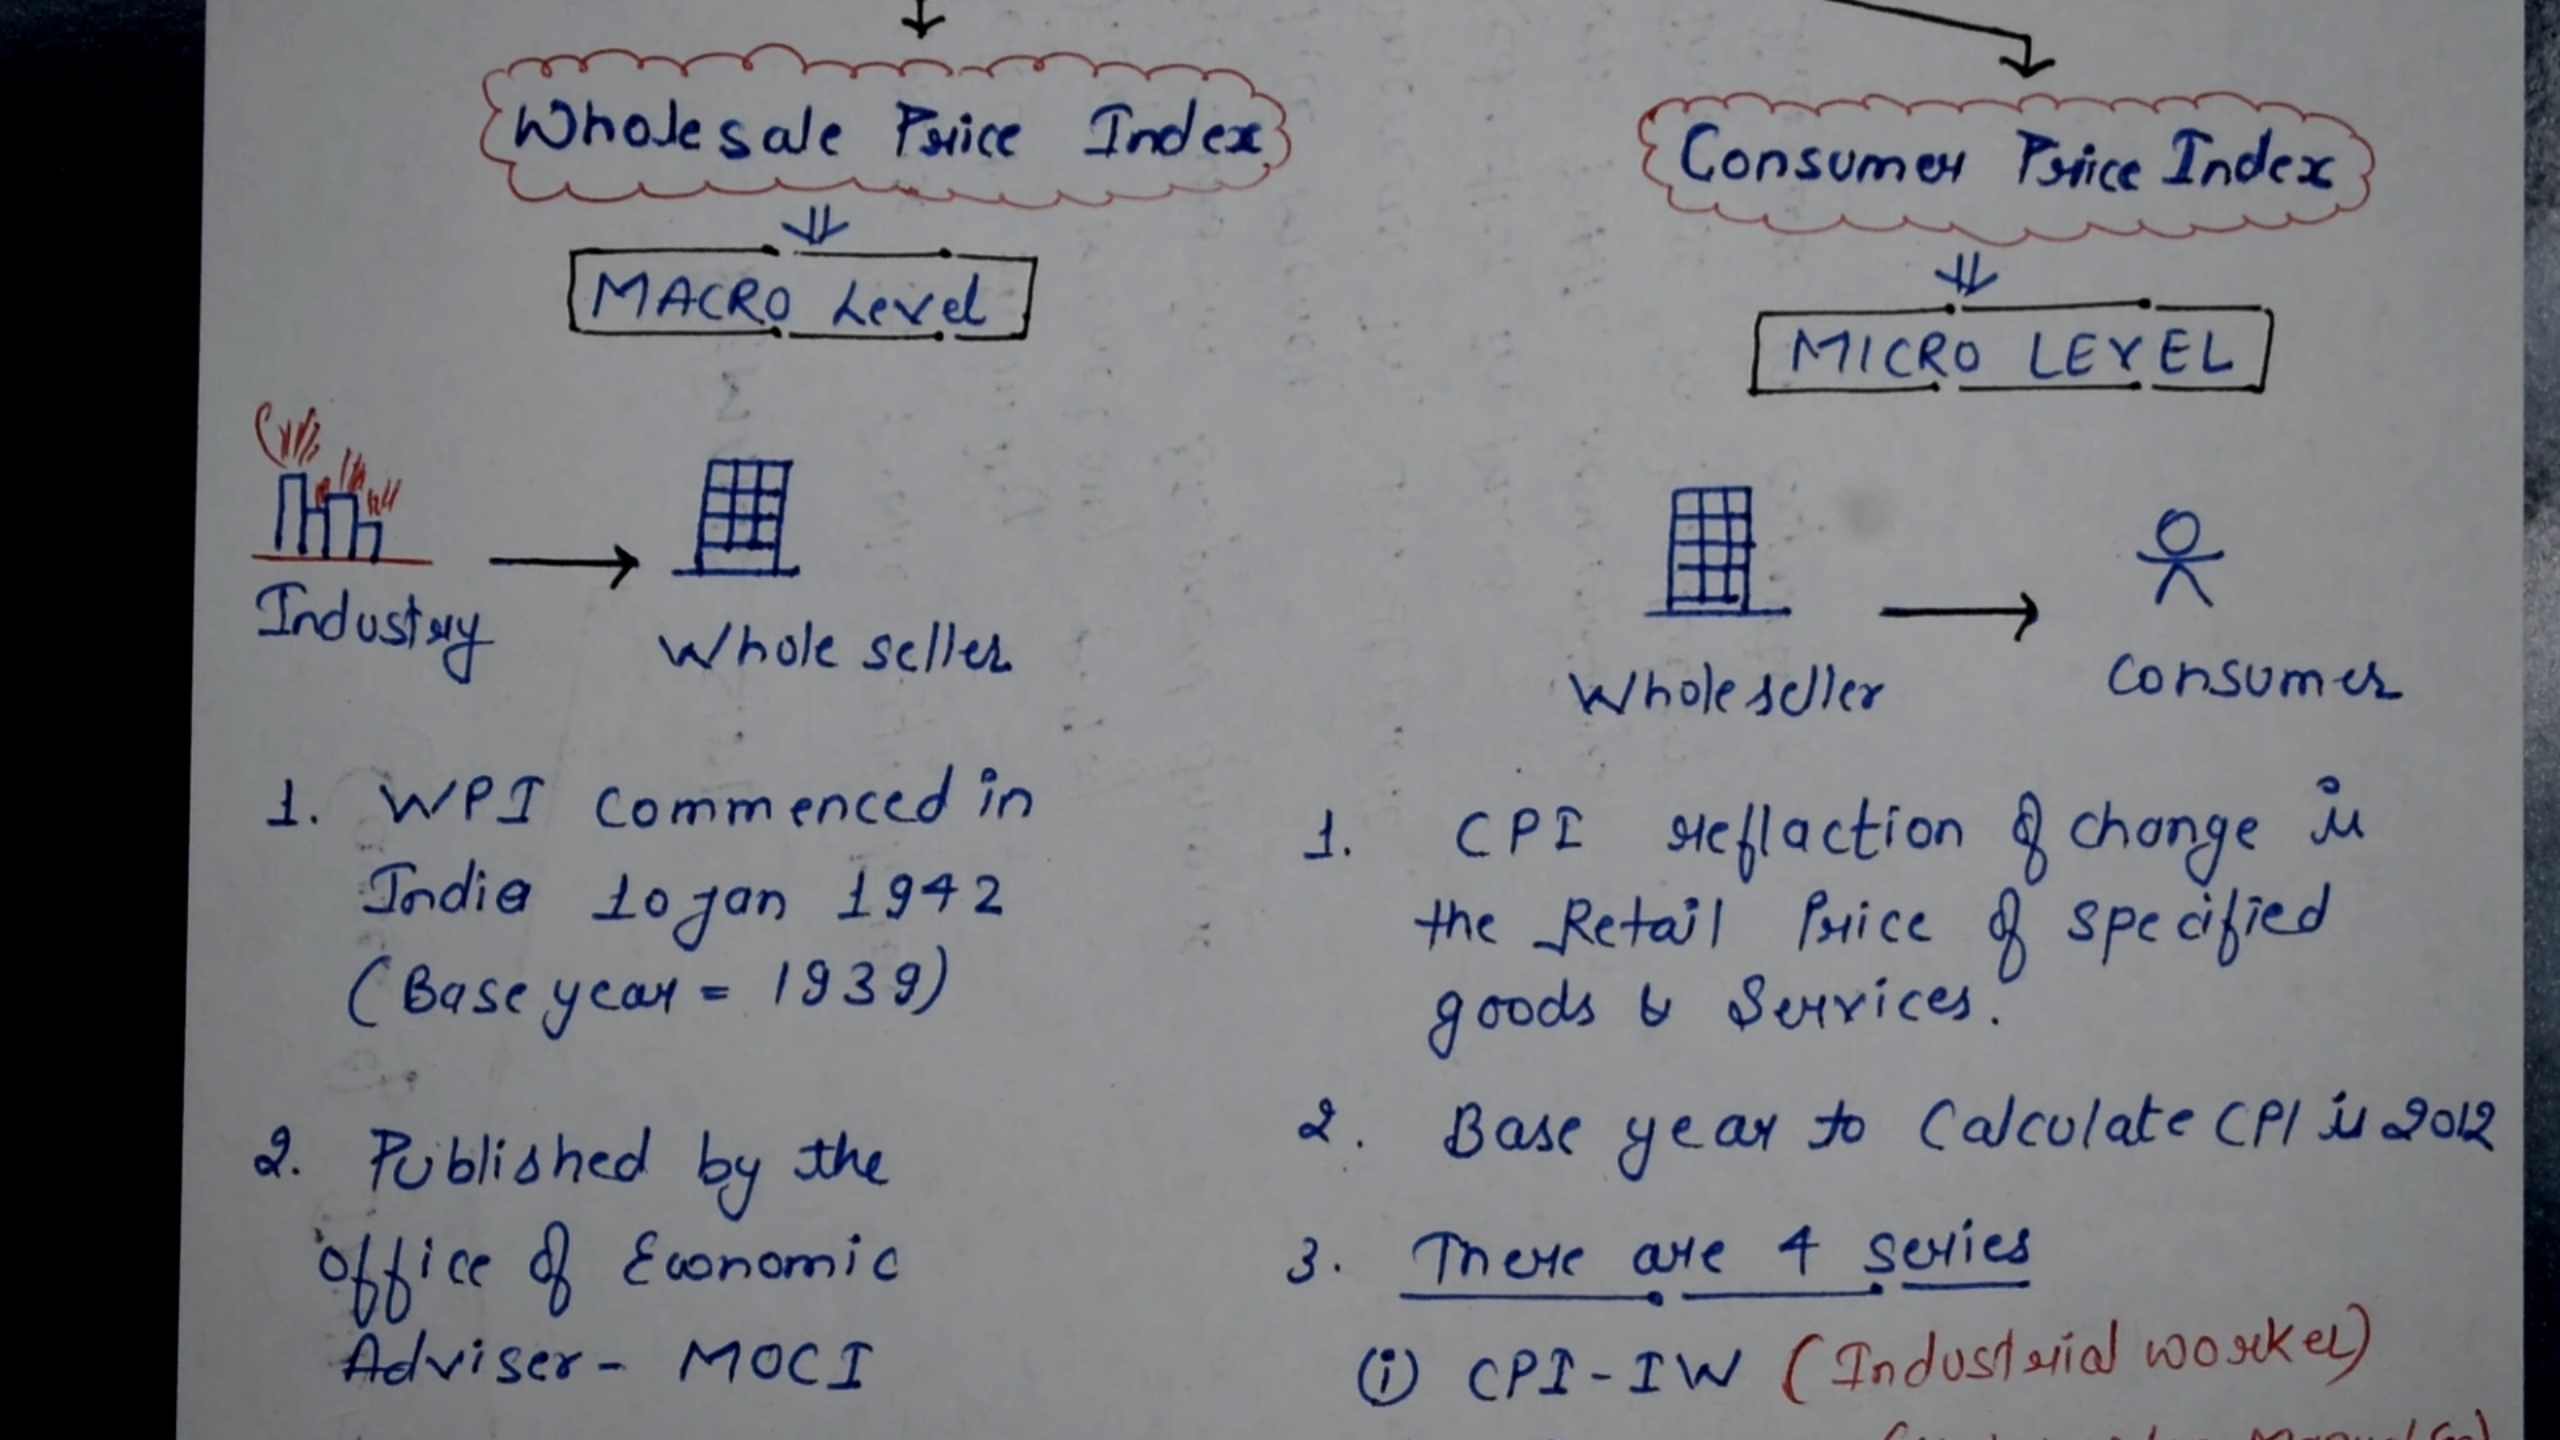 Wholesale Price Index
MACRO Level
Industry
Whole seller
1. WPI Commenced in
India 10 Jan 1942
(Base year = 1939)
2. Published by the
office of Economic
Adviser - MOCI
Consumer Price Index
MICRO LEVEL
Wholeseller
Consumer
1. CPI reflaction of change in
the Retail Price of specified
goods & Services.
2. Base year to Calculate CPI is 2012
3. There are 4 series
(i) CPI-IW (Industrial worker)